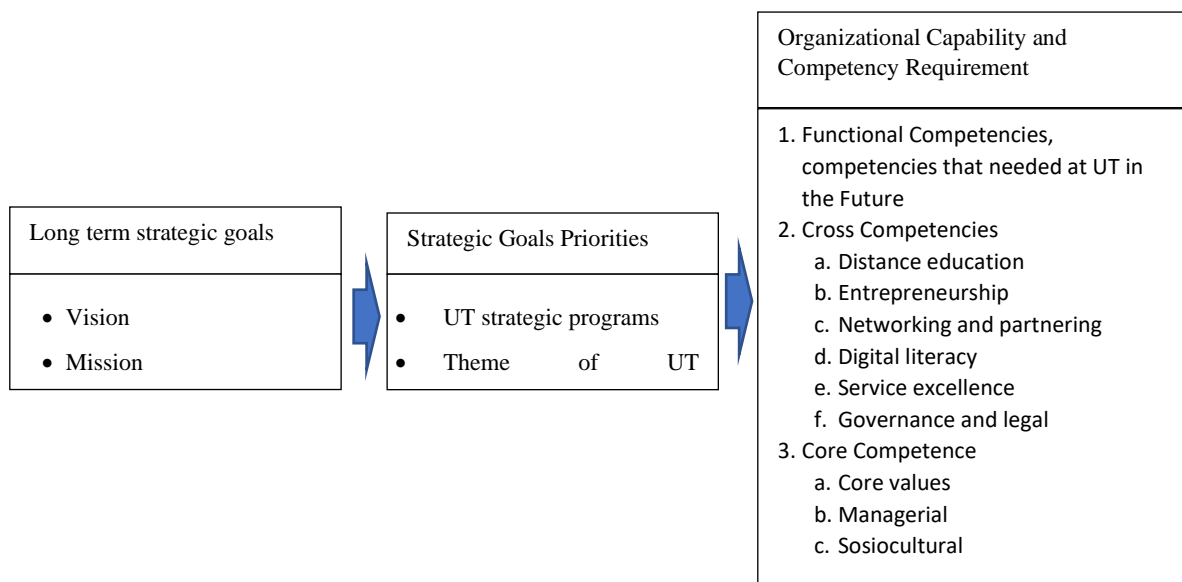 Long term strategic goals
• Vision
• Mission
Strategic Goals Priorities
• UT strategic programs
• Theme of UT
Organizational Capability and
Competency Requirement
1. Functional Competencies,
competencies that needed at UT in
the Future
2. Cross Competencies
a. Distance education
b. Entrepreneurship
c. Networking and partnering
d. Digital literacy
e. Service excellence
f. Governance and legal
3. Core Competence
a. Core values
b. Managerial
c. Sosiocultural